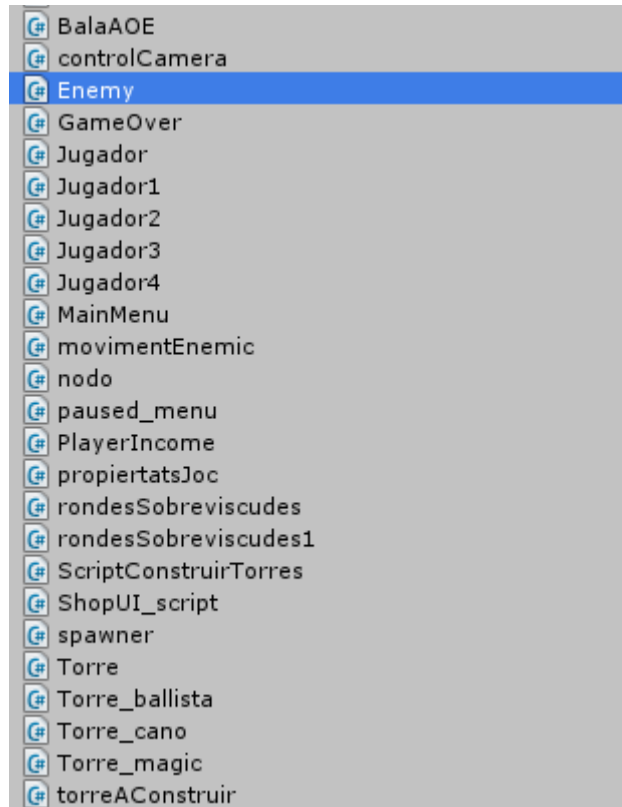 BalaAOE
controlCamera
Enemy
GameOver
Jugador
Jugador1
Jugador2
Jugador3
Jugador4
MainMenu
movimentEnemic
nodo
paused_menu
PlayerIncome
propiertatsJoc
rondesSobreviscudes
rondesSobreviscudes1
ScriptConstruirTorres
ShopUI_script
spawner
Torre
Torre_ballista
Torre_cano
Torre_magic
torreAConstruir